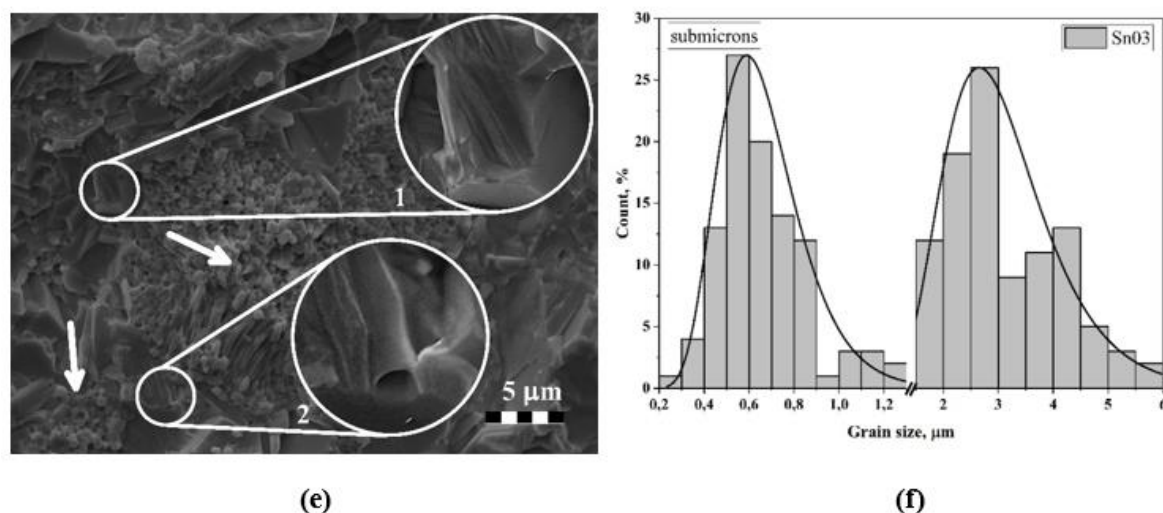 1
2
5 μm
(e)
submicrons
Sn03
Count, %
30
25
20
15
10
5
0
0,2 0,4 0,6 0,8 1,0 1,2 2 3 4 5 6
Grain size, μm
(f)